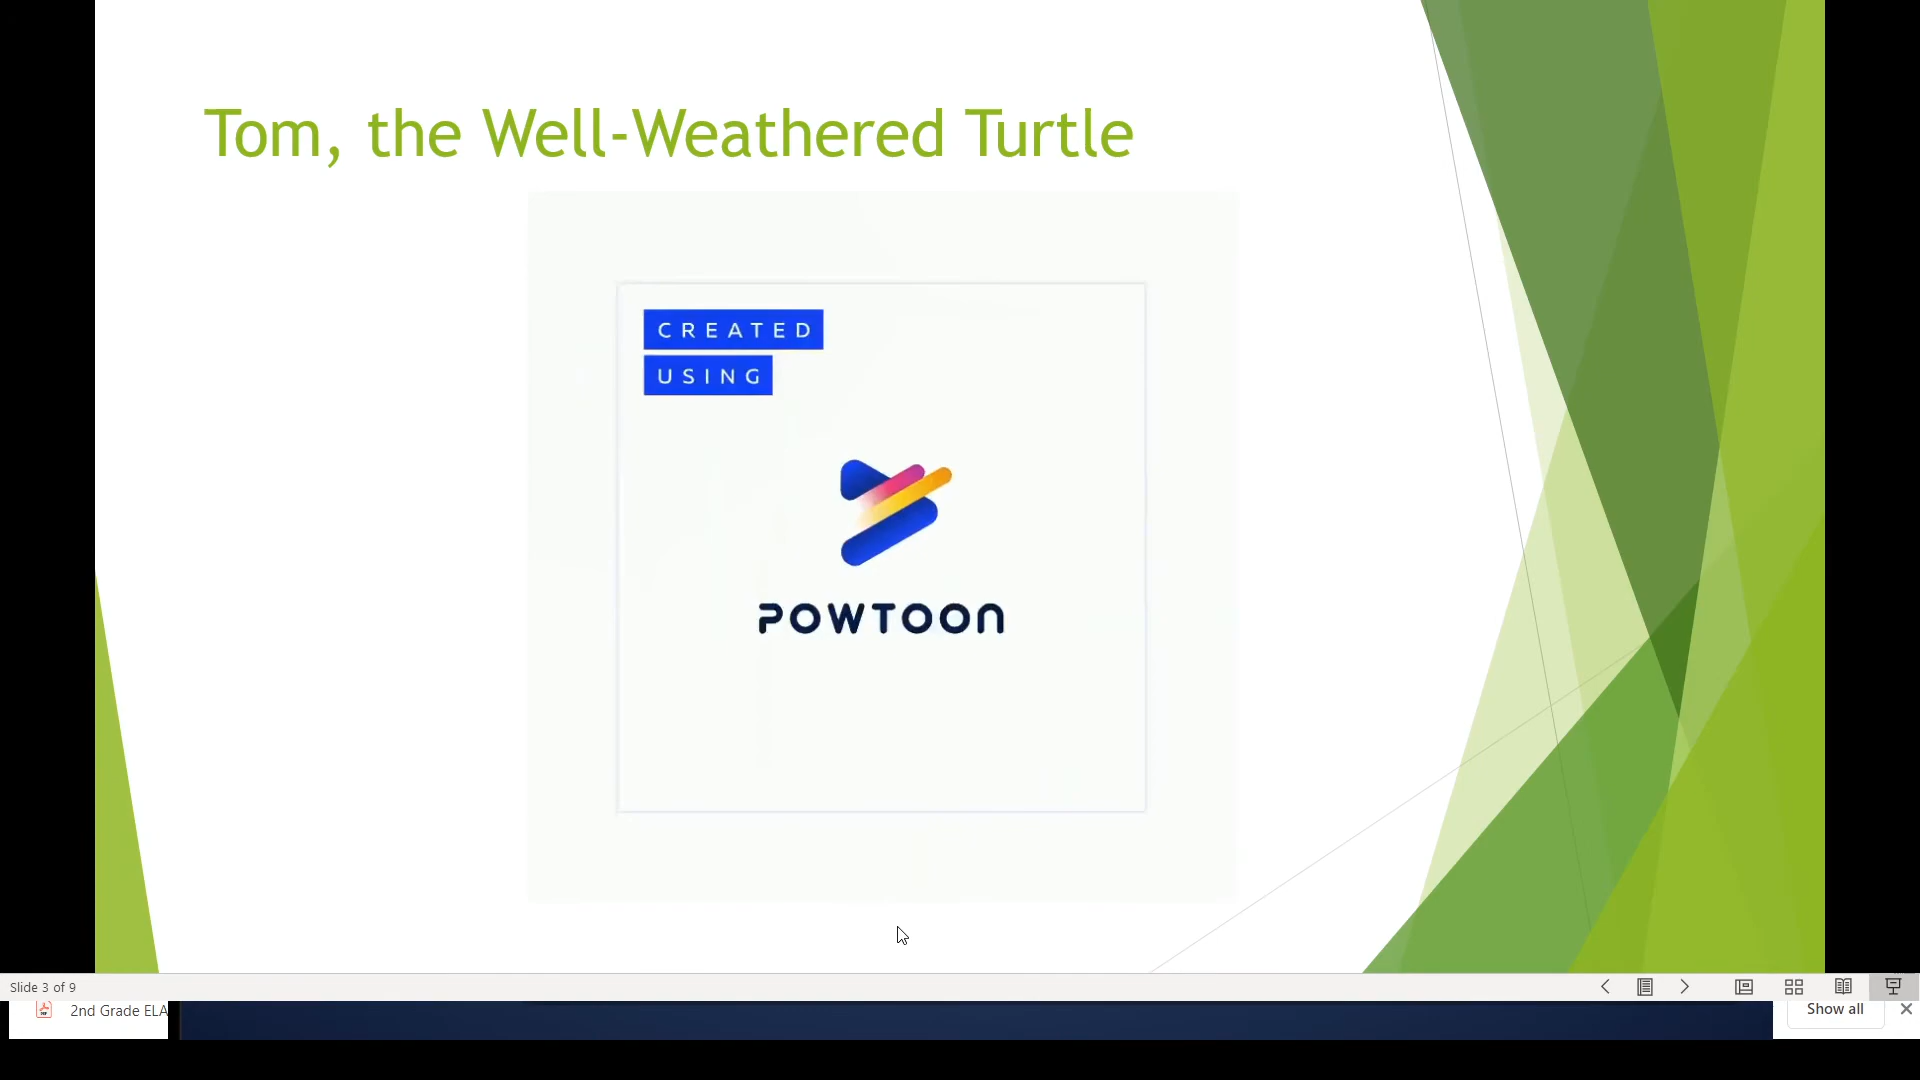 Tom, the Well-Weathered Turtle
CREATED
USING
POWTOON
Slide 3 of 9
2nd Grade ELA
Show all